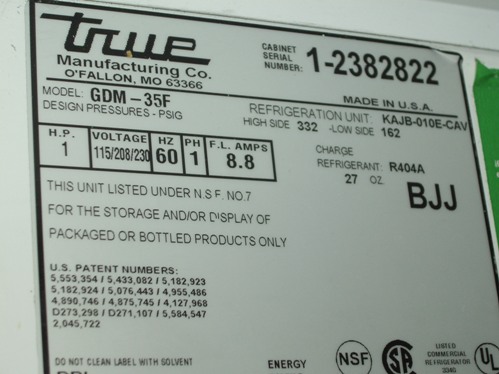 true
Manufacturing Co.
O'FALLON, MO 63366
CABINET SERIAL NUMBER: 1-2382822
MADE IN U.S.A.
MODEL: GDM-35F
REFRIGERATION UNIT: KAJB-010E-CAV
DESIGN PRESSURES - PSIG HIGH SIDE 332 -LOW SIDE 162
H.P. VOLTAGE HZ PH F.L. AMPS
1 115/208/230 60 1 8.8
CHARGE
REFRIGERANT: R404A
27 OZ.
BJJ
THIS UNIT LISTED UNDER N.S.F. NO.7
FOR THE STORAGE AND/OR DISPLAY OF
PACKAGED OR BOTTLED PRODUCTS ONLY
U.S. PATENT NUMBERS:
5,553,354 / 5,433,082 / 5,182,923
5,182,924 / 5,076,443 / 4,955,486
4,890,746 / 4,875,745 / 4,127,968
D273,298 / D271,107 / 5,584,547
2,045,722
DO NOT CLEAN LABEL WITH SOLVENT
ENERGY
NSF
SA
LISTED
COMMERCIAL
REFRIGERATOR
UL